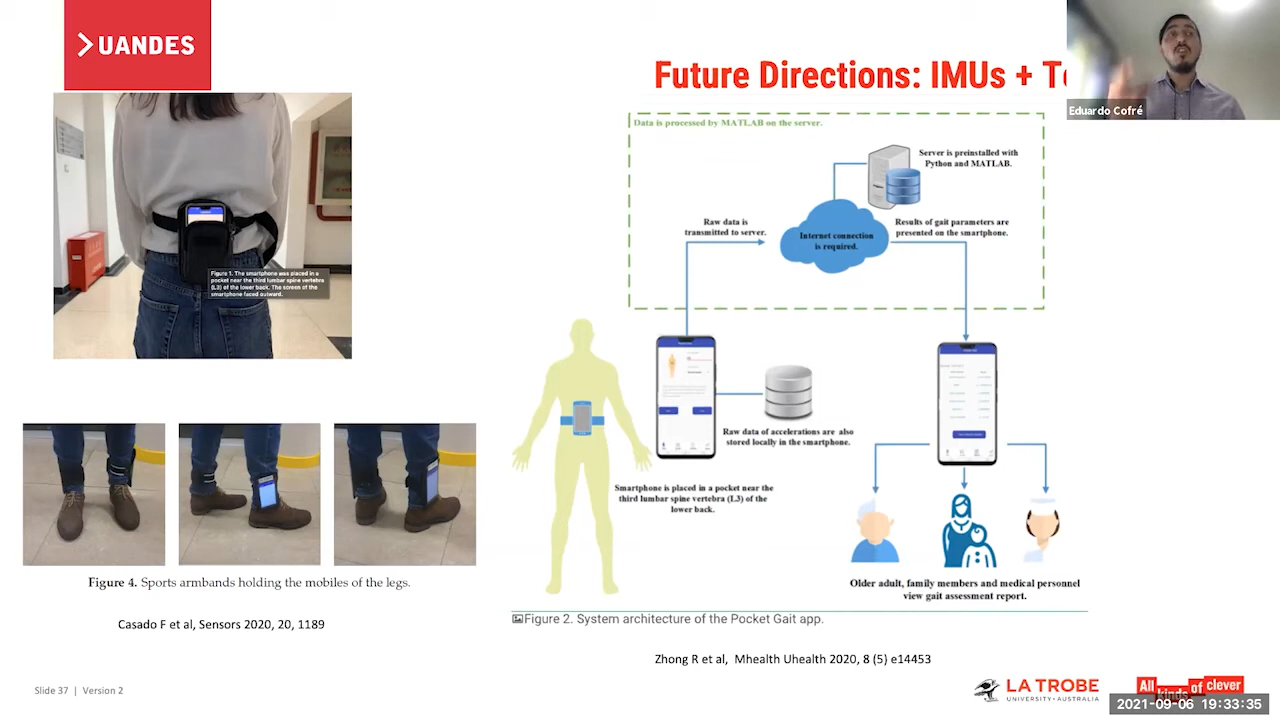 UANDES
Future Directions: IMUs +
Eduardo Cofré
Data is processed by MATLAB on the server.
Server is preinstalled with
Python and MATLAB.
Raw data is
transmitted to server.
Internet connection
is required.
Results of gait parameters are
presented on the smartphone.
Figure 1. The smartphone was placed in a
pocket near the third lumbar spine vertebra
(L3) of the lower back. The screen of the
smartphone faced outward.
Raw data of accelerations are also
stored locally in the smartphone.
Smartphone is placed in a pocket near the
third lumbar spine vertebra (L3) of the
lower back.
Older adult, family members and medical personnel
view gait assessment report.
Figure 4. Sports armbands holding the mobiles of the legs.
Casado F et al, Sensors 2020, 20, 1189
Figure 2. System architecture of the Pocket Gait app.
Zhong R et al, Mhealth Uhealth 2020, 8 (5) e14453
Slide 37 | Version 2
LA TROBE
UNIVERSITY AUSTRALIA
All kinds of clever
2021-09-06 19:33:35